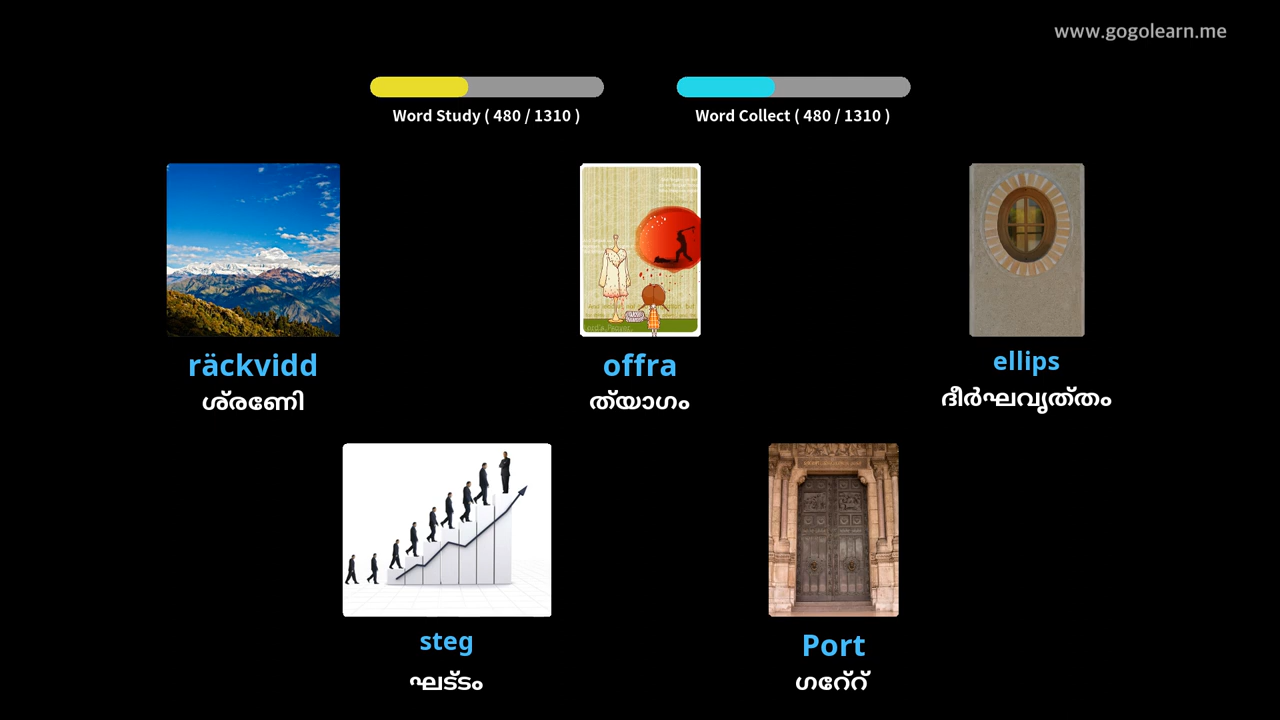 www.gogolearn.me
Word Study ( 480 / 1310 )
Word Collect ( 480 / 1310 )
räckvidd
ശ്രേണി
offra
ത്യാഗം
ellips
ദീർഘവൃത്തം
steg
ഘട്ടം
Port
ഗേറ്റ്